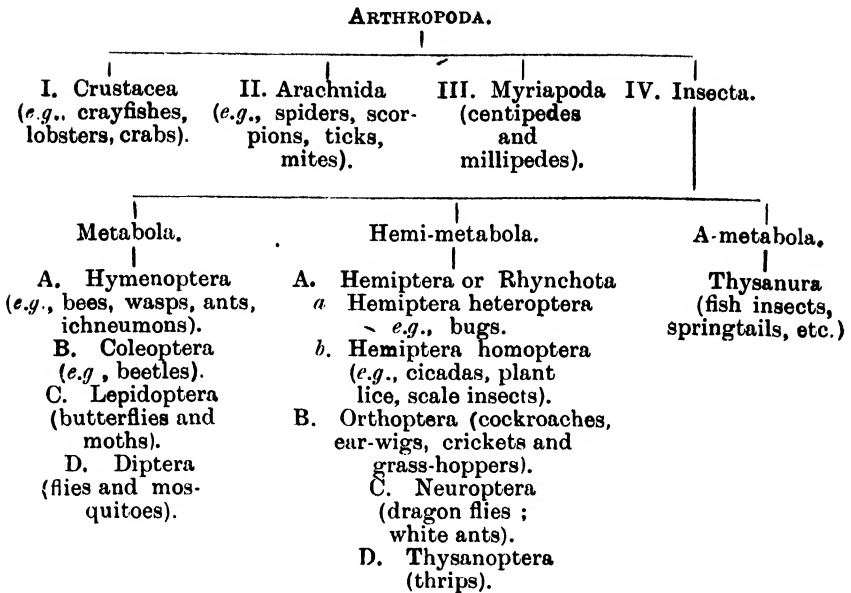 ARTHROPODA.
I. Crustacea
(e.g., crayfishes,
lobsters, crabs).
II. Arachnida
(e.g., spiders, scor-
pions, ticks,
mites).
III. Myriapoda
(centipedes
and
millipedes).
IV. Insecta.
Metabola.
A. Hymenoptera
(e.g., bees, wasps, ants,
ichneumons).
B. Coleoptera
(e.g , beetles).
C. Lepidoptera
(butterflies and
moths).
D. Diptera
(flies and mos-
quitoes).
Hemi-metabola.
A. Hemiptera or Rhynchota
a Hemiptera heteroptera
e.g., bugs.
b. Hemiptera homoptera
(e.g., cicadas, plant
lice, scale insects).
B. Orthoptera (cockroaches,
ear-wigs, crickets and
grass-hoppers).
C. Neuroptera
(dragon flies ;
white ants).
D. Thysanoptera
(thrips).
A-metabola.
Thysanura
(fish insects,
springtails, etc.)